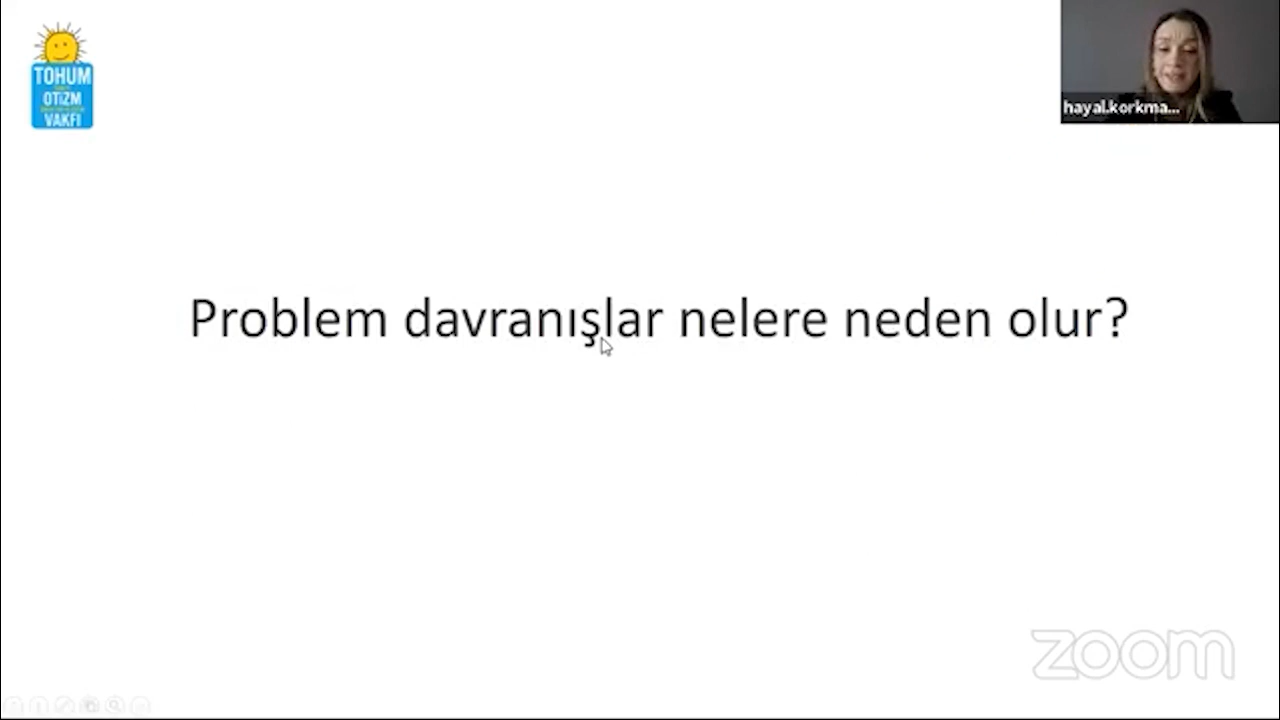 TOHUM
OTİZM
VAKFI
hayal.korkma...
Problem davranışlar nelere neden olur?
zoom